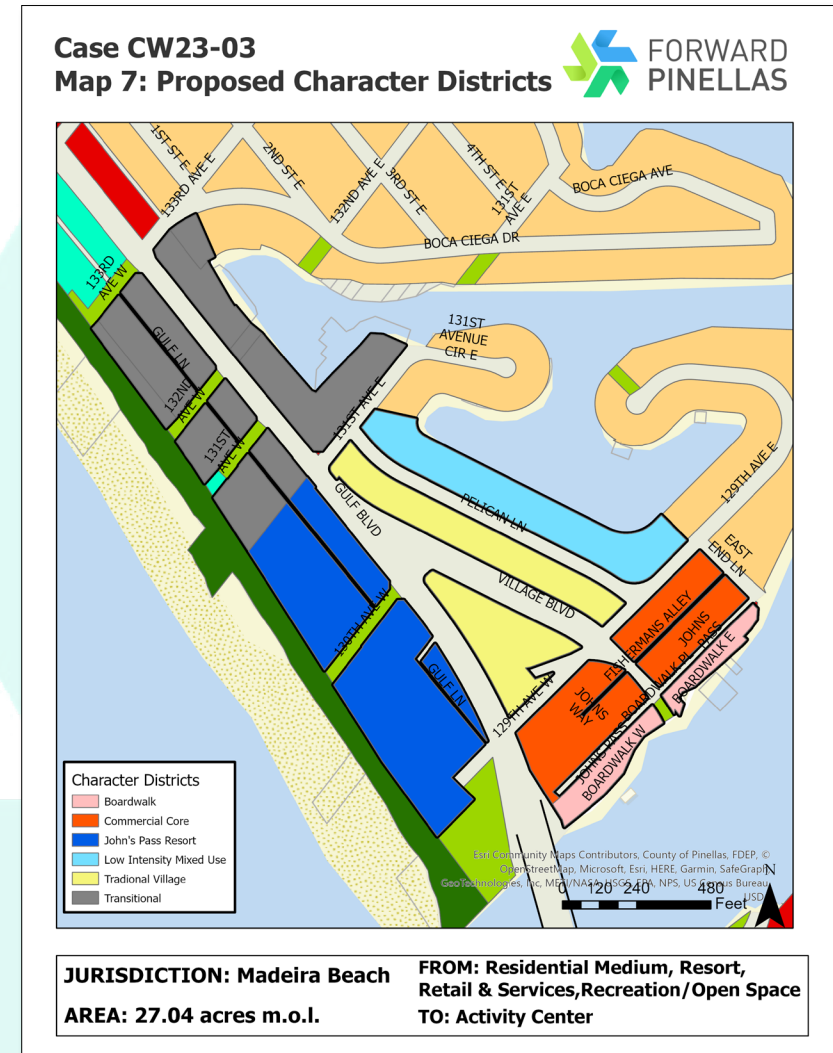 Case CW23-03
Map 7: Proposed Character Districts
FORWARD
PINELLAS
1ST ST E
133RD AVE E
2ND ST E
132ND AVE E
3RD ST E
4TH ST E
131ST
AVE E
BOCA CIEGA AVE
BOCA CIEGA DR
133RD
AVE W
GULF LN
132ND
AVE W
131ST
AVE W
131ST
AVENUE
CIR E
131ST AVE E
GULF BLVD
PELICAN LN
129TH AVE E
VILLAGE BLVD
EAST
END LN
130TH AVE W
GULF LN
129TH AVE W
FISHERMANS ALLEY
JOHNS
WAY
JOHNS PASS
BOARDWALK PL
BOARDWALK E
JOHNS PASS
BOARDWALK W
Character Districts
Boardwalk
Commercial Core
John's Pass Resort
Low Intensity Mixed Use
Tradional Village
Transitional
Esri Community Maps Contributors, County of Pinellas, FDEP, ©
OpenStreetMap, Microsoft, Esri, HERE, Garmin, SafeGraph,
GeoTechnologies, Inc, METI/NASA, USGS, EPA, NPS, US Census Bureau,
0 120 240 480
Feet
N
JURISDICTION: Madeira Beach
AREA: 27.04 acres m.o.l.
FROM: Residential Medium, Resort,
Retail & Services,Recreation/Open Space
TO: Activity Center